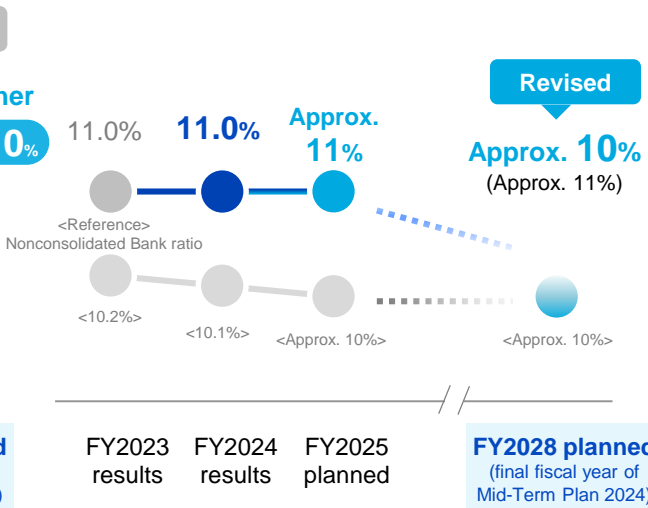 Revised
11.0%
11.0%
Approx.
11%
Approx. 10%
(Approx. 11%)
0%
<Reference>
Nonconsolidated Bank ratio
<10.2%>
<10.1%>
<Approx. 10%>
<Approx. 10%>
FY2023
results
FY2024
results
FY2025
planned
FY2028 planned
(final fiscal year of
Mid-Term Plan 2024)